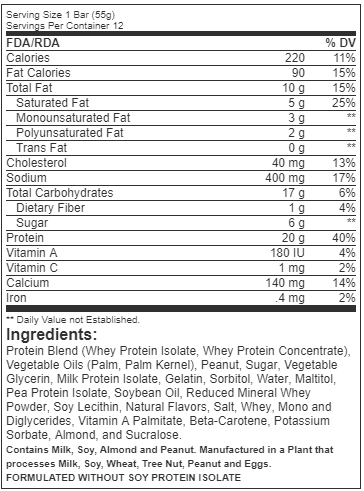 Serving Size 1 Bar (55g)
Servings Per Container 12
FDA/RDA % DV
Calories 220 11%
Fat Calories 90 15%
Total Fat 10 g 15%
Saturated Fat 5 g 25%
Monounsaturated Fat 3 g **
Polyunsaturated Fat 2 g **
Trans Fat 0 g **
Cholesterol 40 mg 13%
Sodium 400 mg 17%
Total Carbohydrates 17 g 6%
Dietary Fiber 1 g 4%
Sugar 6 g **
Protein 20 g 40%
Vitamin A 180 IU 4%
Vitamin C 1 mg 2%
Calcium 140 mg 14%
Iron .4 mg 2%
** Daily Value not Established.
Ingredients:
Protein Blend (Whey Protein Isolate, Whey Protein Concentrate),
Vegetable Oils (Palm, Palm Kernel), Peanut, Sugar, Vegetable
Glycerin, Milk Protein Isolate, Gelatin, Sorbitol, Water, Maltitol,
Pea Protein Isolate, Soybean Oil, Reduced Mineral Whey
Powder, Soy Lecithin, Natural Flavors, Salt, Whey, Mono and
Diglycerides, Vitamin A Palmitate, Beta-Carotene, Potassium
Sorbate, Almond, and Sucralose.
Contains Milk, Soy, Almond and Peanut. Manufactured in a Plant that
processes Milk, Soy, Wheat, Tree Nut, Peanut and Eggs.
FORMULATED WITHOUT SOY PROTEIN ISOLATE